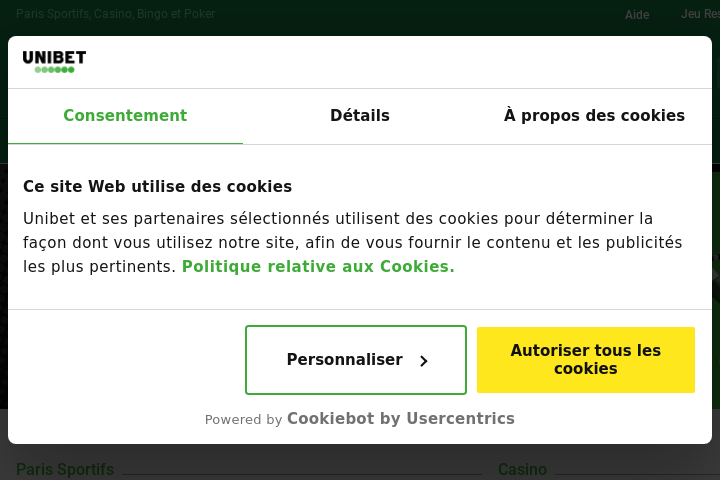 Paris Sportifs, Casino, Bingo et Poker
Aide
Jeu Res
UNIBET
Consentement
Détails
À propos des cookies
Ce site Web utilise des cookies
Unibet et ses partenaires sélectionnés utilisent des cookies pour déterminer la
façon dont vous utilisez notre site, afin de vous fournir le contenu et les publicités
les plus pertinents. Politique relative aux Cookies.
Personnaliser
Autoriser tous les
cookies
Powered by Cookiebot by Usercentrics
Paris Sportifs
Casino